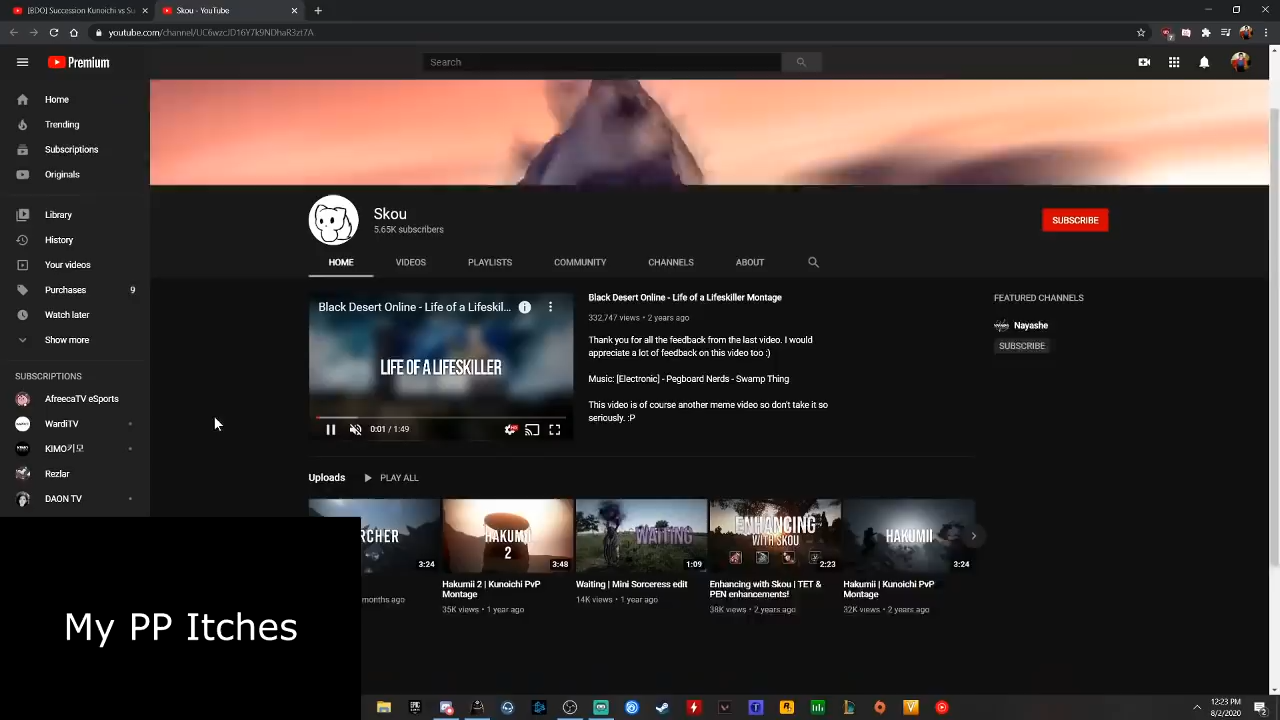 [BDO] Succession Kunoichi vs Su
Skou - YouTube
youtube.com/channel/UC6wzcJD16Y7k9NOhaR3zt7A
Premium
Search
Home
Trending
Subscriptions
Originals
Library
History
Your videos
Purchases 9
Watch later
Show more
SUBSCRIPTIONS
AfreecaTV eSports
WardiTV
KIMO키모
Rezlar
DAON TV
Skou
5.65K subscribers
SUBSCRIBE
HOME VIDEOS PLAYLISTS COMMUNITY CHANNELS ABOUT
Black Desert Online - Life of a Lifeskil...
LIFE OF A LIFESKILLER
0:01 / 1:49
Black Desert Online - Life of a Lifeskiller Montage
332,747 views • 2 years ago
Thank you for all the feedback from the last video. I would
appreciate a lot of feedback on this video too :)
Music: [Electronic] - Pegboard Nerds - Swamp Thing
This video is of course another meme video so don't take it so
seriously. :P
FEATURED CHANNELS
Nayashe
SUBSCRIBE
Uploads PLAY ALL
RCHER
3:24
months ago
HAKUMI
2
3:48
Hakumii 2 | Kunoichi PvP
Montage
35K views • 1 year ago
WAITING
1:09
Waiting | Mini Sorceress edit
14K views • 1 year ago
ENHANCING
WITH SKOU
2:23
Enhancing with Skou | TET &
PEN enhancements!
38K views • 2 years ago
HAKUMII
3:24
Hakumii | Kunoichi PvP
Montage
32K views • 2 years ago
My PP Itches
12:23 PM
8/2/2020